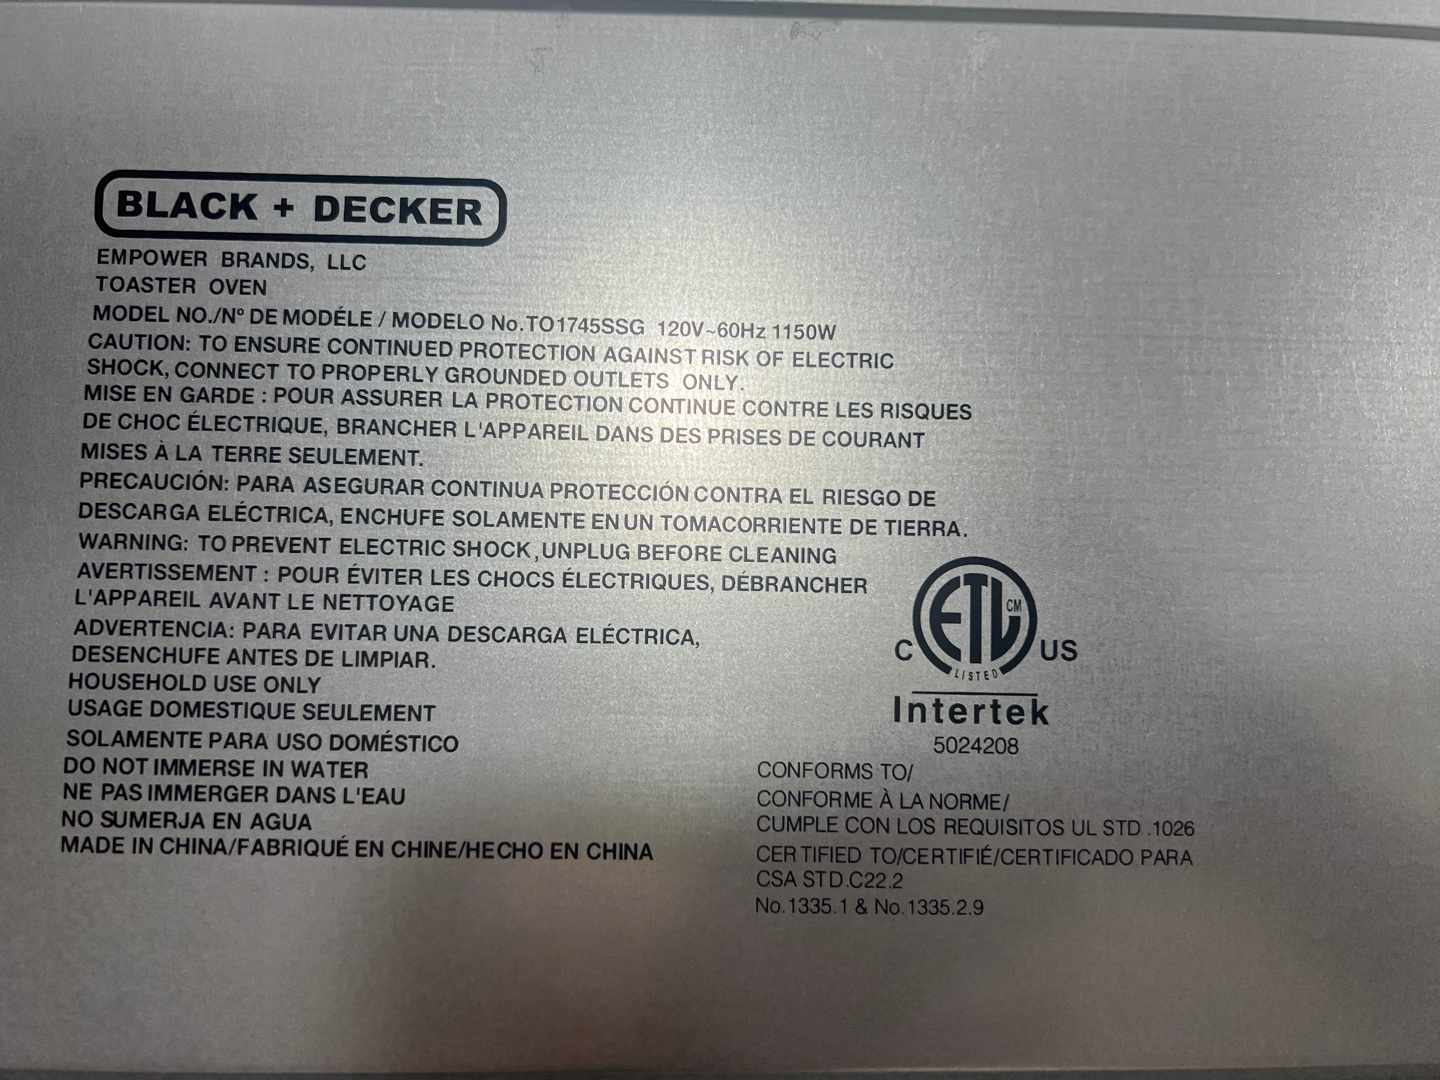 BLACK + DECKER
EMPOWER BRANDS, LLC
TOASTER OVEN
MODEL NO./Nº DE MODÉLE / MODELO No.TO1745SSG 120V~60Hz 1150W
CAUTION: TO ENSURE CONTINUED PROTECTION AGAINST RISK OF ELECTRIC
SHOCK, CONNECT TO PROPERLY GROUNDED OUTLETS ONLY.
MISE EN GARDE : POUR ASSURER LA PROTECTION CONTINUE CONTRE LES RISQUES
DE CHOC ÉLECTRIQUE, BRANCHER L'APPAREIL DANS DES PRISES DE COURANT
MISES À LA TERRE SEULEMENT.
PRECAUCIÓN: PARA ASEGURAR CONTINUA PROTECCIÓN CONTRA EL RIESGO DE
DESCARGA ELÉCTRICA, ENCHUFE SOLAMENTE EN UN TOMACORRIENTE DE TIERRA.
WARNING: TO PREVENT ELECTRIC SHOCK, UNPLUG BEFORE CLEANING
AVERTISSEMENT : POUR ÉVITER LES CHOCS ÉLECTRIQUES, DÉBRANCHER
L'APPAREIL AVANT LE NETTOYAGE
ADVERTENCIA: PARA EVITAR UNA DESCARGA ELÉCTRICA,
DESENCHUFE ANTES DE LIMPIAR.
HOUSEHOLD USE ONLY
USAGE DOMESTIQUE SEULEMENT
SOLAMENTE PARA USO DOMÉSTICO
DO NOT IMMERSE IN WATER
NE PAS IMMERGER DANS L'EAU
NO SUMERJA EN AGUA
MADE IN CHINA/FABRIQUÉ EN CHINE/HECHO EN CHINA
C ETL CM US
LISTED
Intertek
5024208
CONFORMS TO/
CONFORME À LA NORME/
CUMPLE CON LOS REQUISITOS UL STD .1026
CERTIFIED TO/CERTIFIÉ/CERTIFICADO PARA
CSA STD.C22.2
No.1335.1 & No.1335.2.9